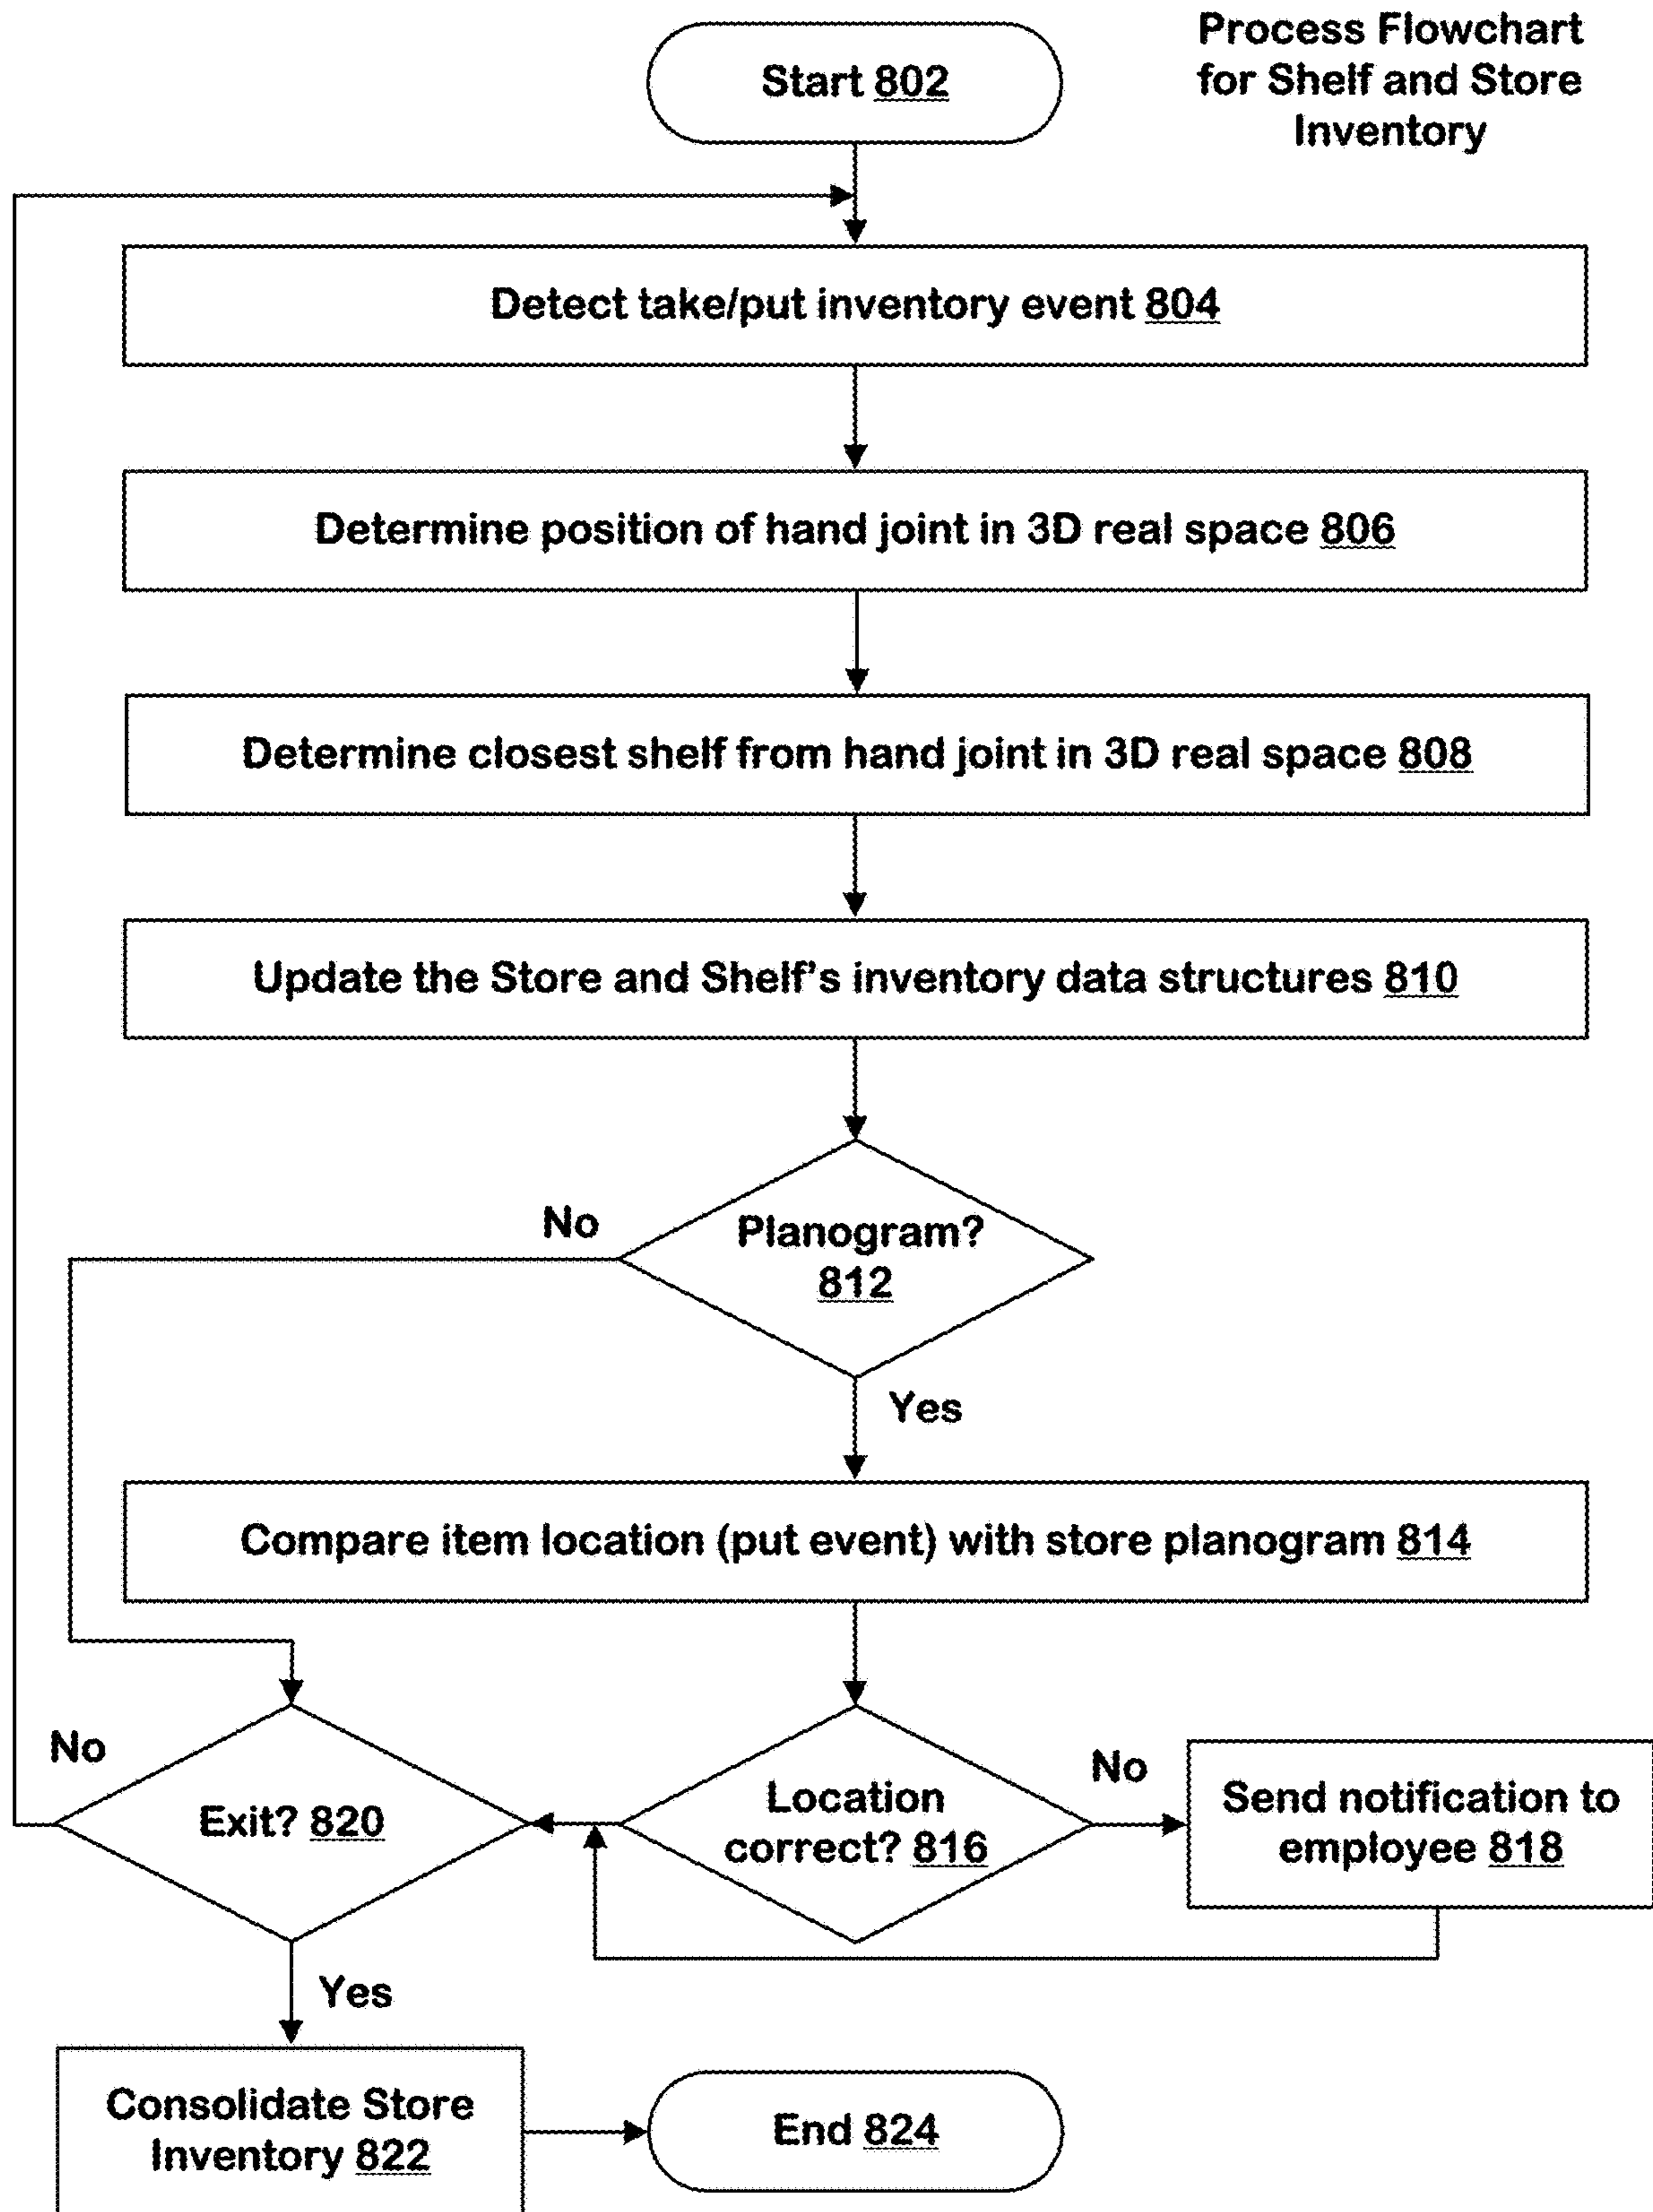 Process Flowchart
for Shelf and Store
Inventory
Start 802
Detect take/put inventory event 804
Determine position of hand joint in 3D real space 806
Determine closest shelf from hand joint in 3D real space 808
Update the Store and Shelf's inventory data structures 810
No
Planogram?
812
Yes
Compare item location (put event) with store planogram 814
No
Exit? 820
Location
correct? 816
No
Send notification to
employee 818
Yes
Consolidate Store
Inventory 822
End 824